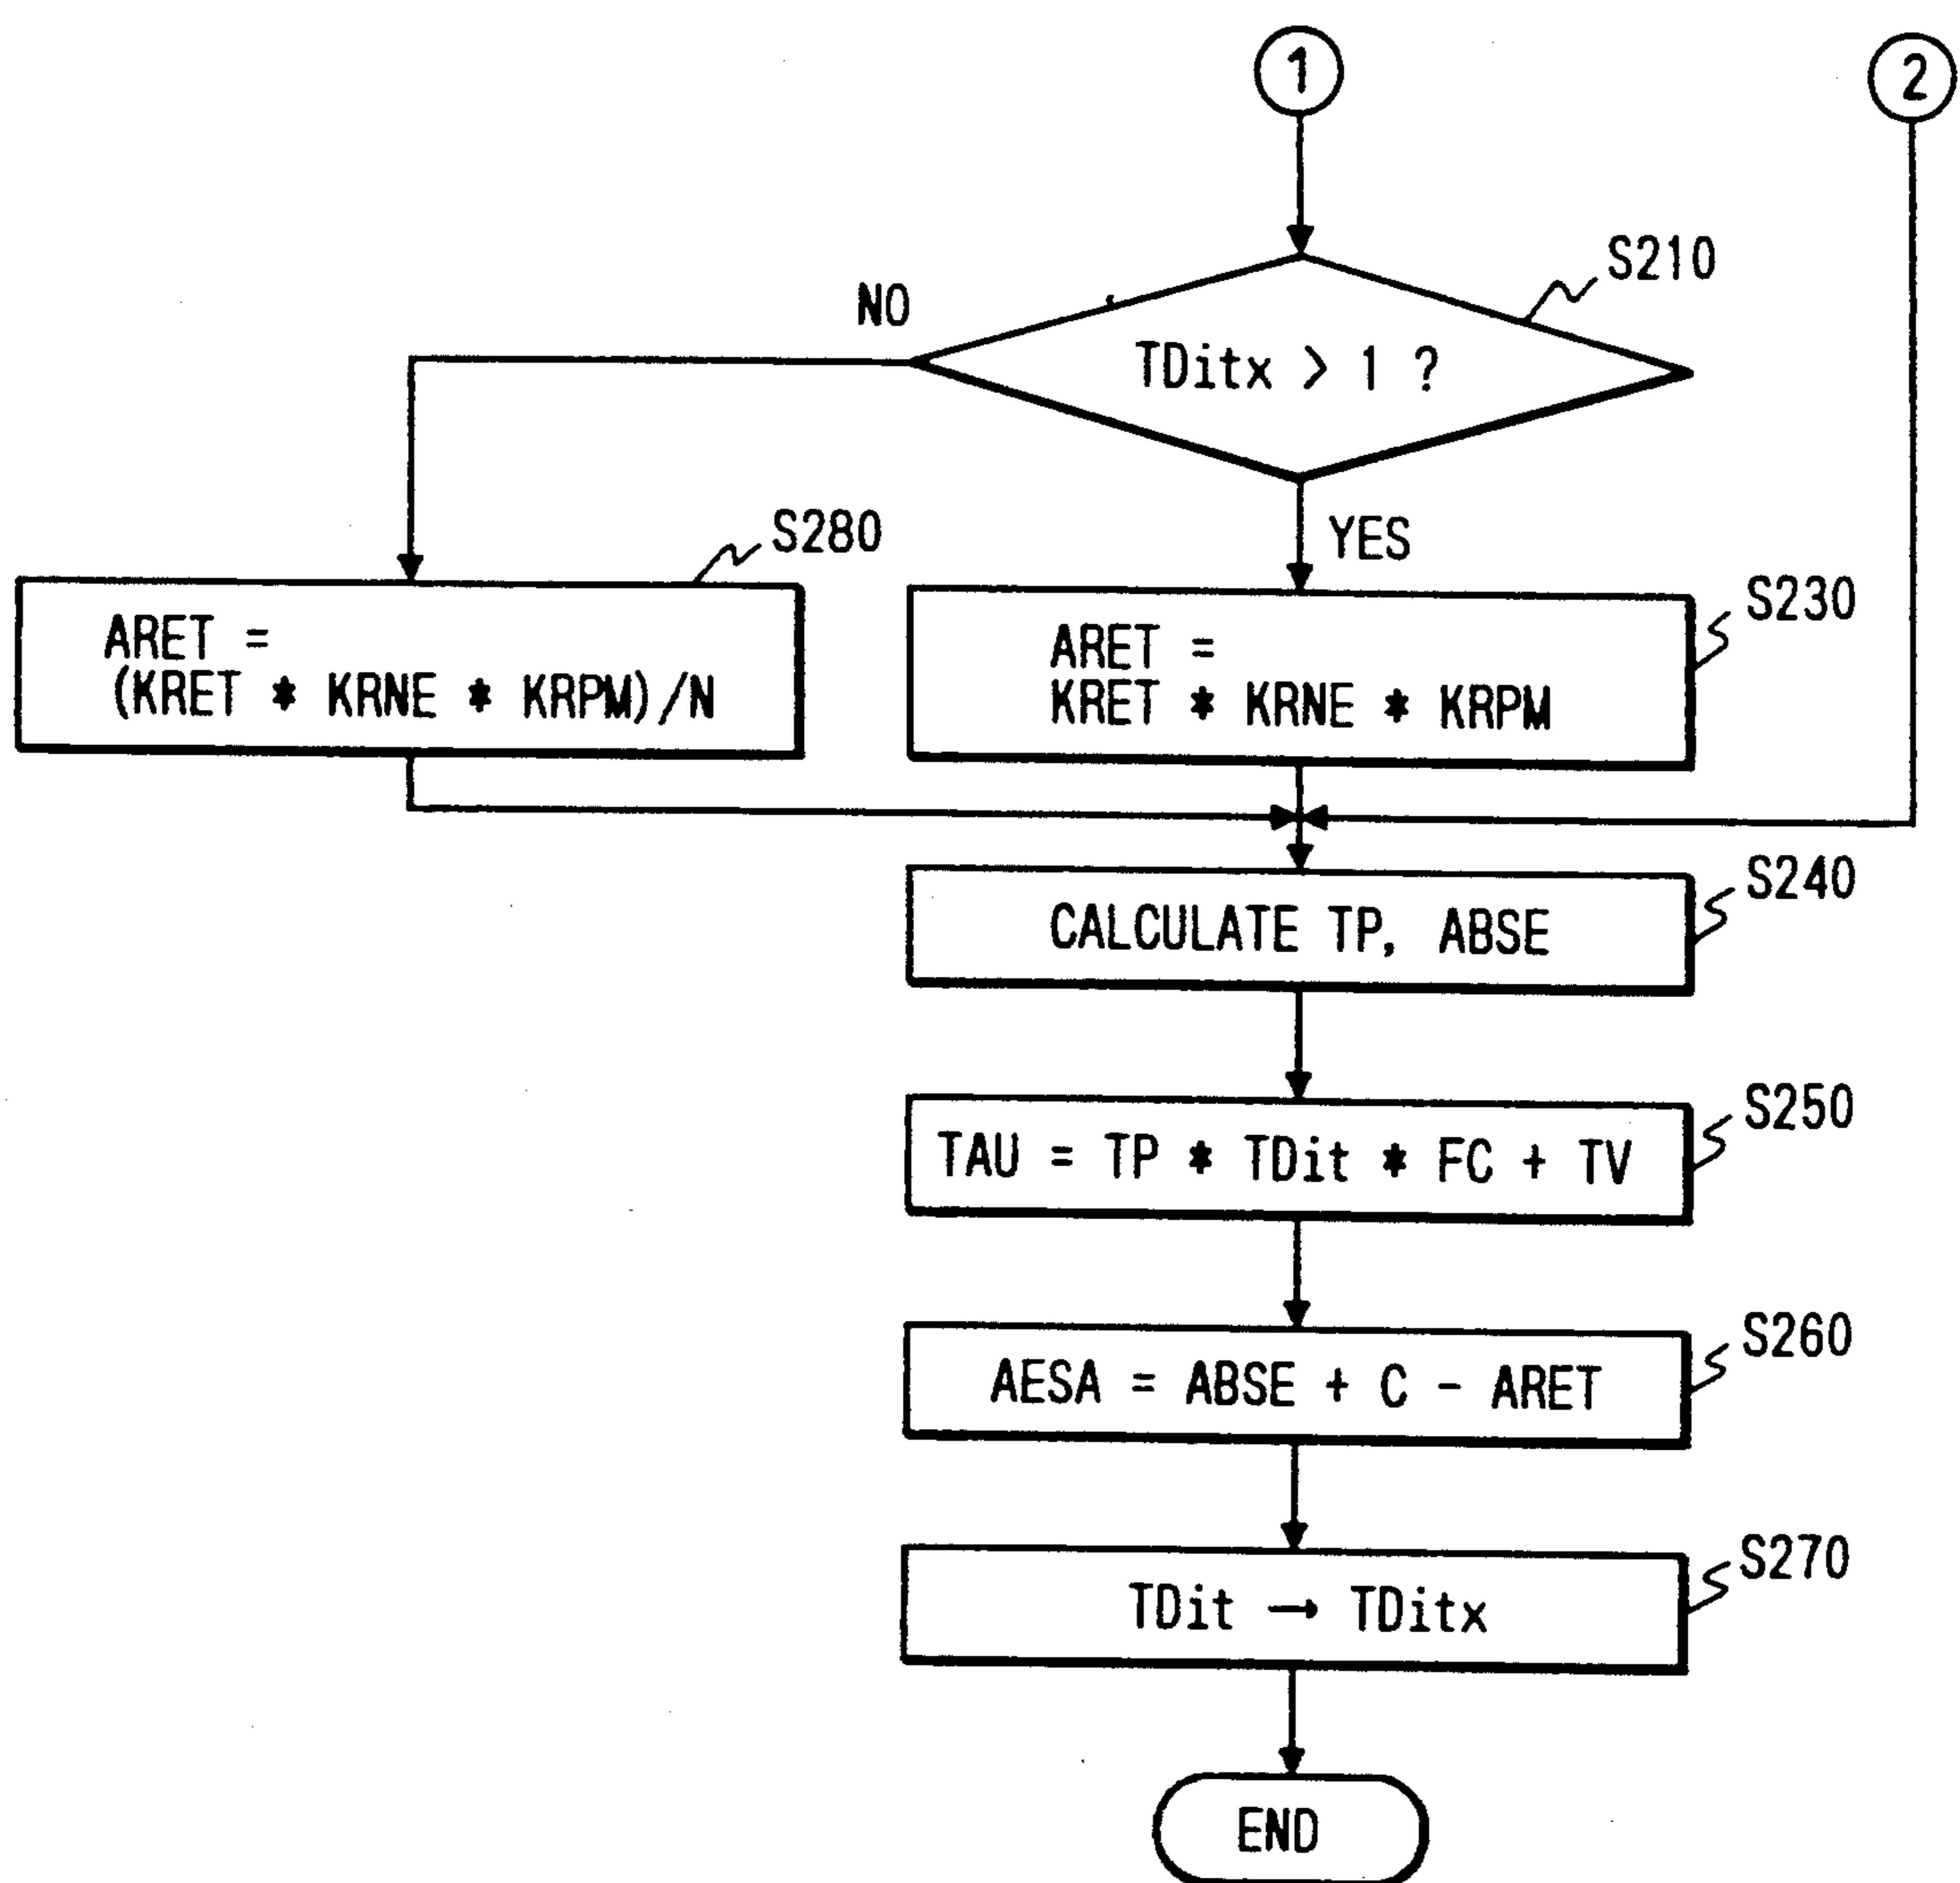 1
2
S210
NO
TDitx > 1 ?
S280
YES
S230
ARET =
(KRET * KRNE * KRPM)/N
ARET =
KRET * KRNE * KRPM
S240
CALCULATE TP, ABSE
S250
TAU = TP * TDit * FC + TV
S260
AESA = ABSE + C - ARET
S270
TDit → TDitx
END